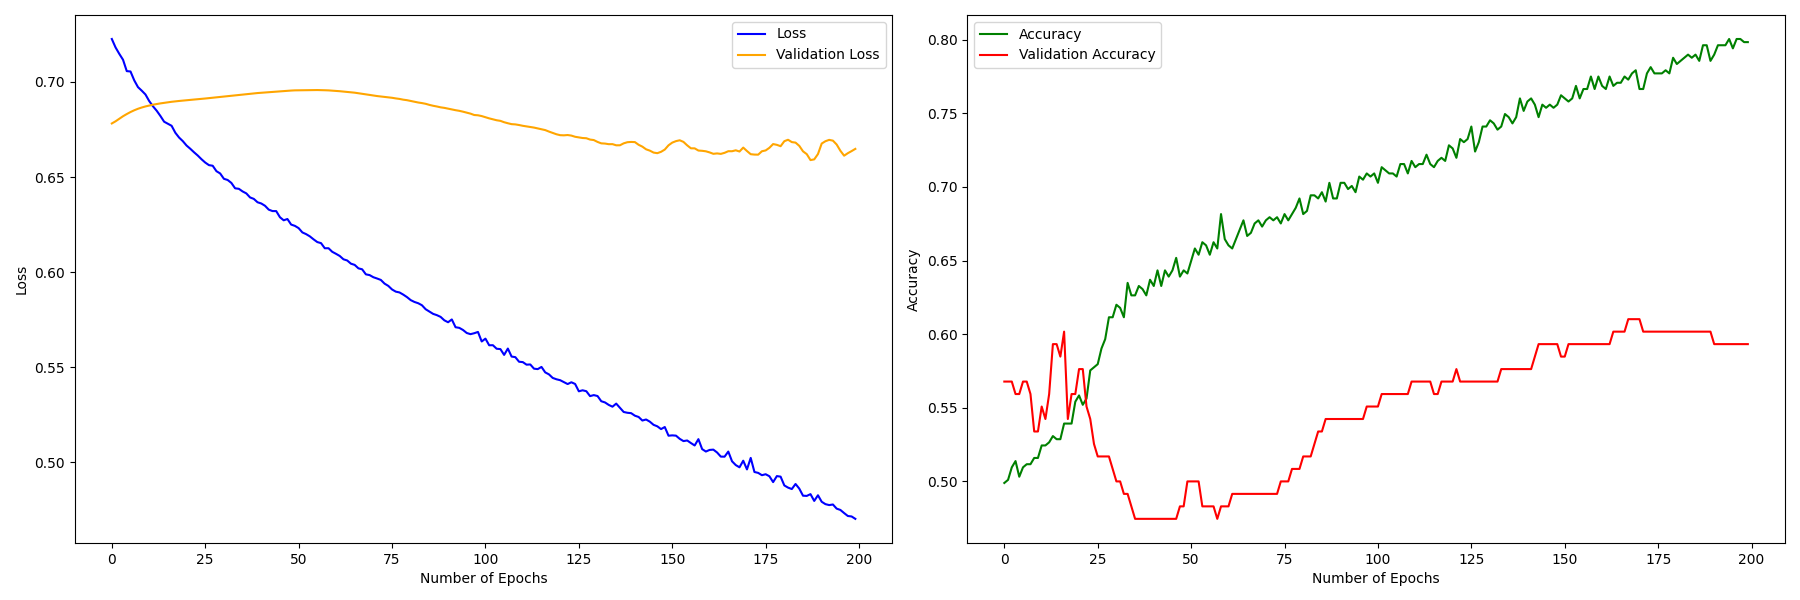 Loss
Validation Loss
0.70
0.65
0.60
0.55
0.50
Loss
0 25 50 75 100 125 150 175 200
Number of Epochs
Accuracy
Validation Accuracy
0.80
0.75
0.70
0.65
0.60
0.55
0.50
Accuracy
0 25 50 75 100 125 150 175 200
Number of Epochs